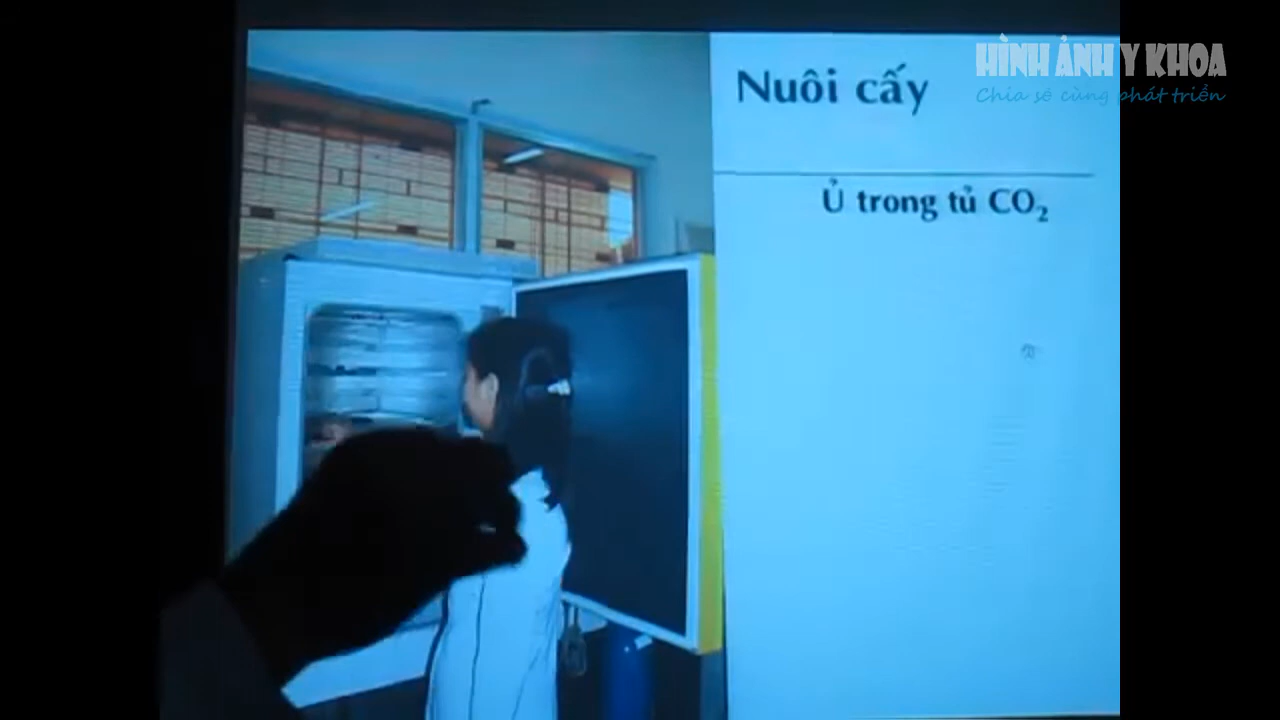 HÌNH ẢNH Y KHOA
Chia sẻ cùng phát triển
Nuôi cấy
Ủ trong tủ CO₂